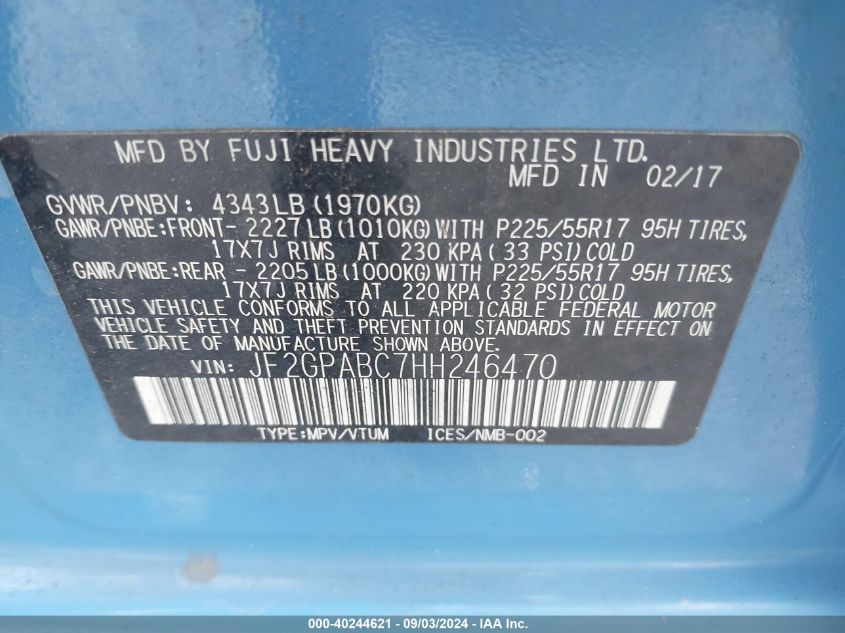 MFD BY FUJI HEAVY INDUSTRIES LTD.
MFD IN 02/17
GVWR/PNBV: 4343LB(1970KG)
GAWR/PNBE:FRONT- 2227LB(1010KG)WITH P225/55R17 95H TIRES,
17X7J RIMS AT 230 KPA( 33 PSI)COLD
GAWR/PNBE:REAR - 2205LB(1000KG)WITH P225/55R17 95H TIRES,
17X7J RIMS AT 220 KPA( 32 PSI)COLD
THIS VEHICLE CONFORMS TO ALL APPLICABLE FEDERAL MOTOR
VEHICLE SAFETY AND THEFT PREVENTION STANDARDS IN EFFECT ON
THE DATE OF MANUFACTURE SHOWN ABOVE.
VIN: JF2GPABC7HH246470
TYPE:MPV/VTUM ICES/NMB-002
000-40244621 - 09/03/2024 - IAA Inc.